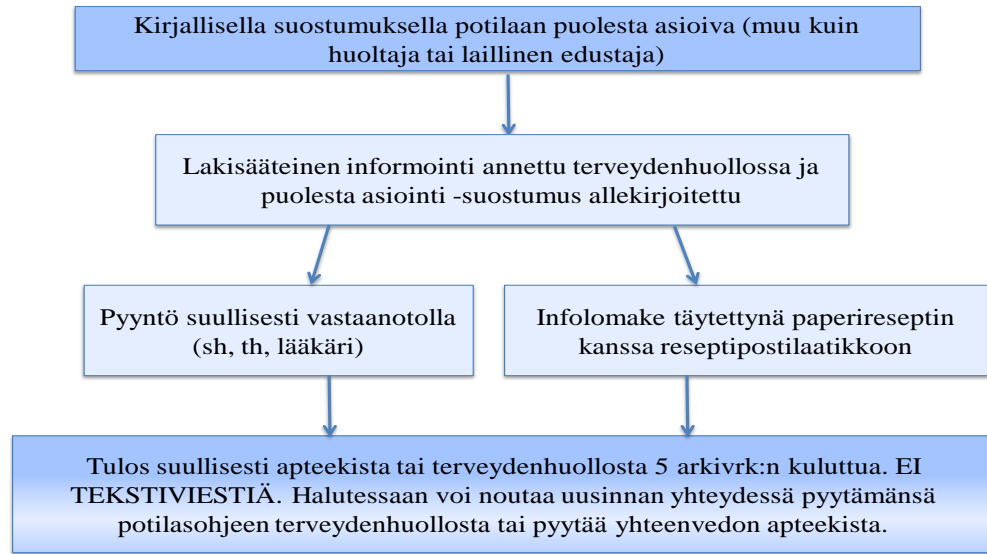 Kirjallisella suostumuksella potilaan puolesta asioiva (muu kuin
huoltaja tai laillinen edustaja)
Lakisääteinen informointi annettu terveydenhuollossa ja
puolesta asiointi -suostumus allekirjoitettu
Pyyntö suullisesti vastaanotolla
(sh, th, lääkäri)
Infolomake täytettynä paperireseptin
kanssa reseptipostilaatikkoon
Tulos suullisesti apteekista tai terveydenhuollosta 5 arkivrk:n kuluttua. EI
TEKSTIVIESTIÄ. Halutessaan voi noutaa uusinnan yhteydessä pyytämänsä
potilasohjeen terveydenhuollosta tai pyytää yhteenvedon apteekista.